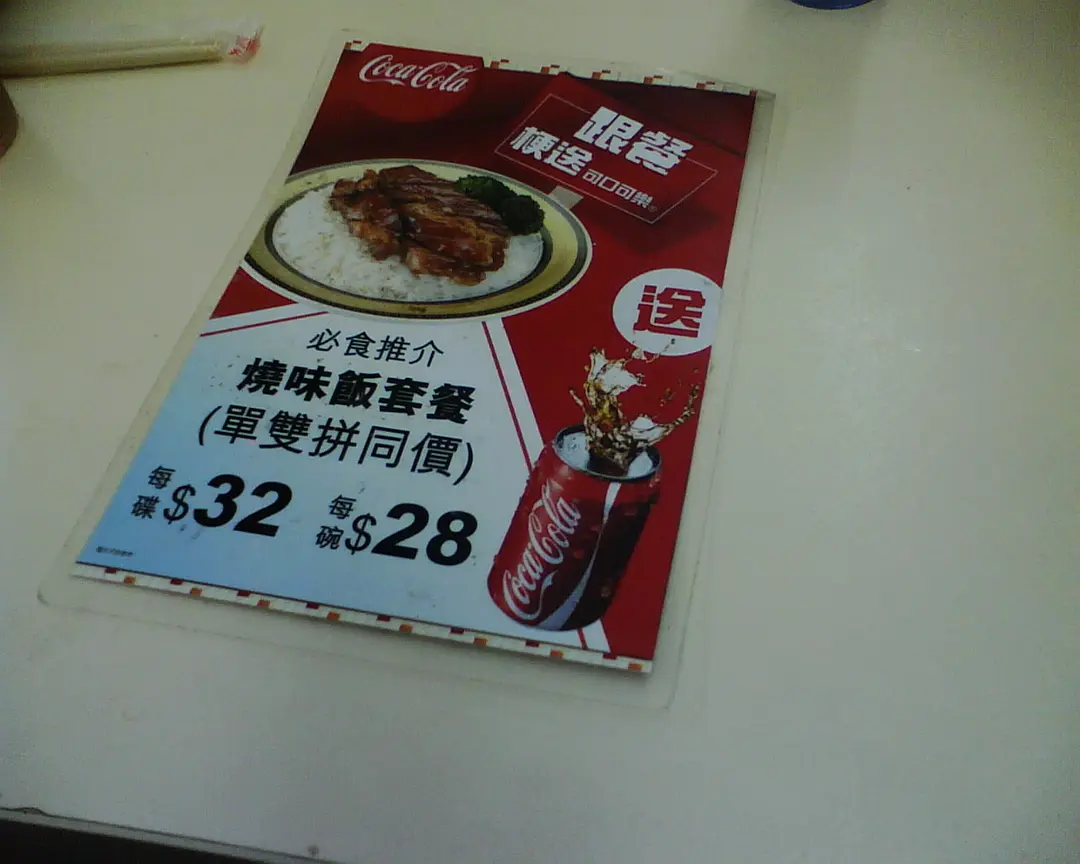 Coca-Cola
跟餐
梗送 可口可樂®
送
必食推介
燒味飯套餐
(單雙拼同價)
每碟 $32
每碗 $28
Coca-Cola